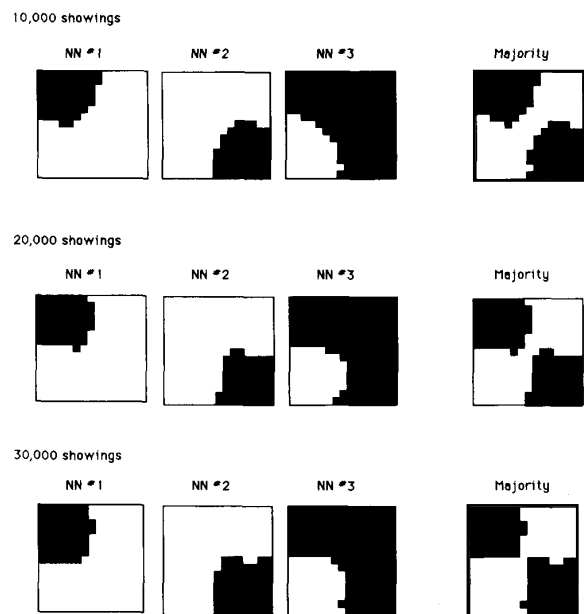 10,000 showings
NN #1 NN #2 NN #3 Majority
20,000 showings
NN #1 NN #2 NN #3 Majority
30,000 showings
NN #1 NN #2 NN #3 Majority